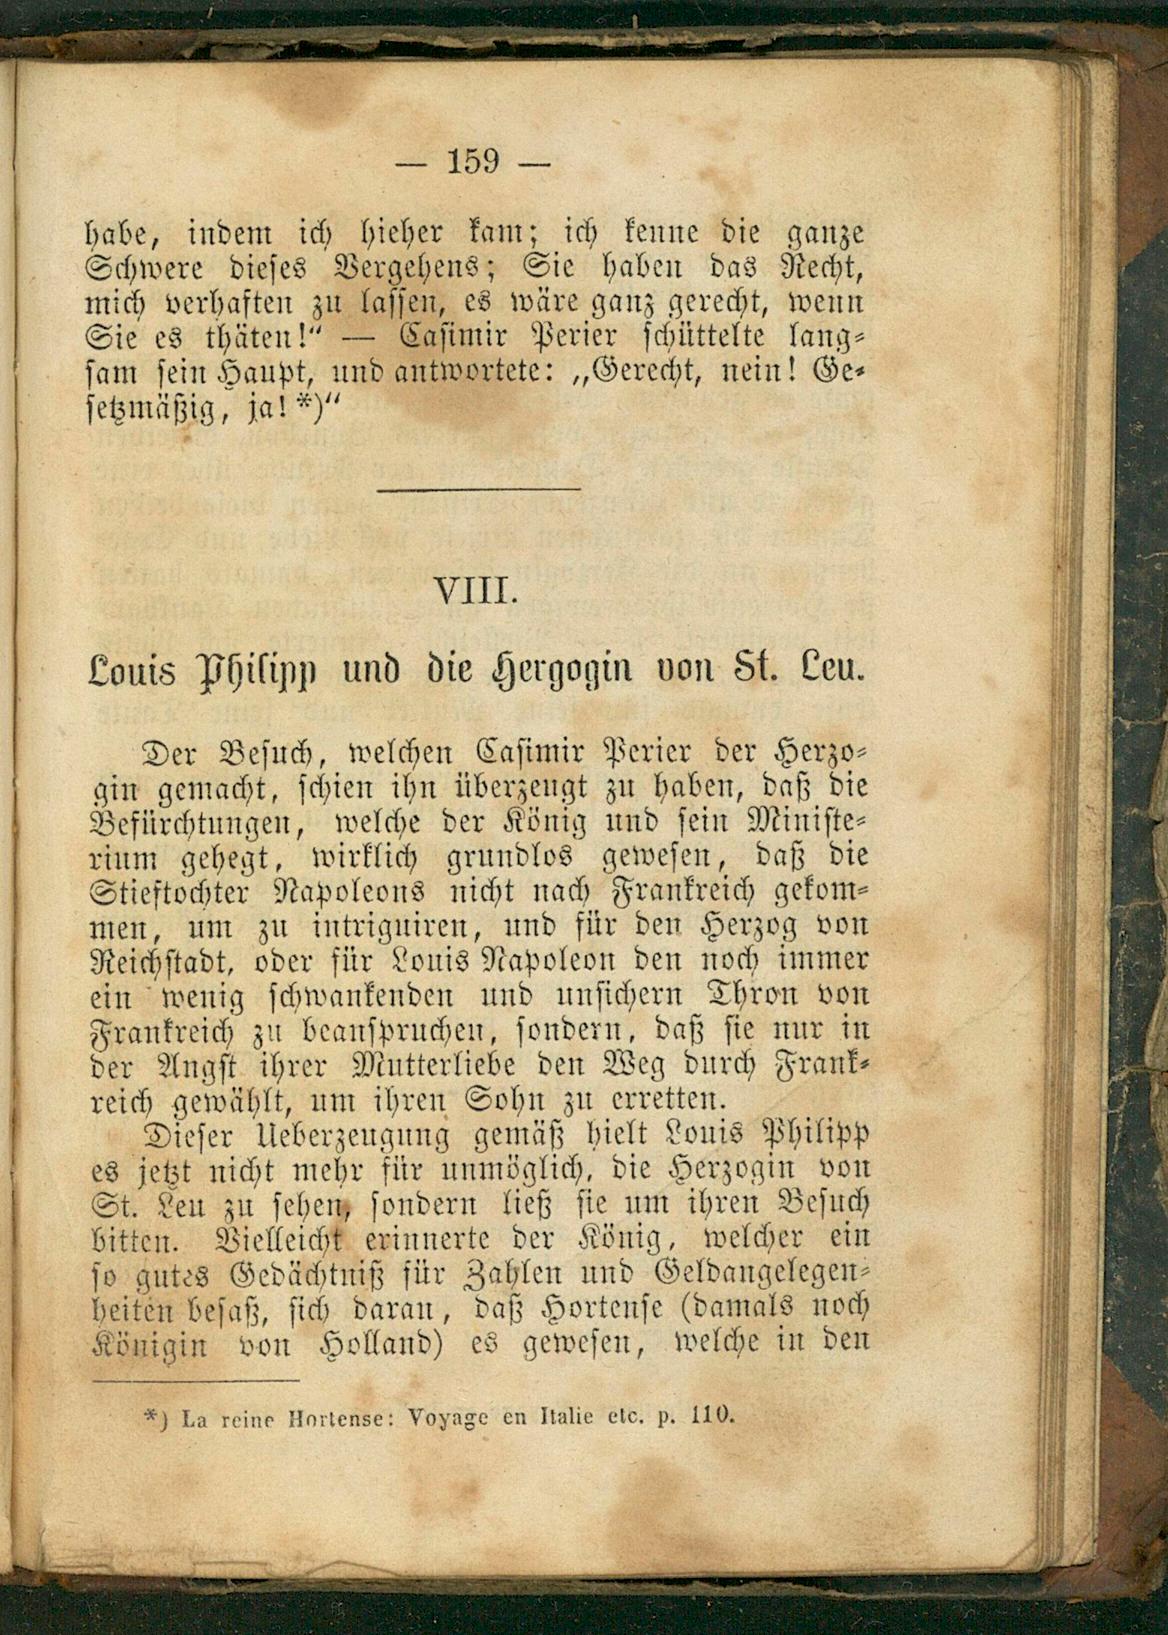 — 159 —
habe, indem ich hieher kam; ich kenne die ganze
Schwere dieses Vergehens; Sie haben das Recht,
mich verhaften zu lassen, es wäre ganz gerecht, wenn
Sie es thäten!“ — Casimir Perier schüttelte lang-
sam sein Haupt, und antwortete: „Gerecht, nein! Ge-
setzmäßig, ja! *)“
VIII.
Louis Philipp und die Hergogin von St. Leu.
Der Besuch, welchen Casimir Perier der Herzo-
gin gemacht, schien ihn überzeugt zu haben, daß die
Befürchtungen, welche der König und sein Ministe-
rium gehegt, wirklich grundlos gewesen, daß die
Stieftochter Napoleons nicht nach Frankreich gekom-
men, um zu intriguiren, und für den Herzog von
Reichstadt, oder für Louis Napoleon den noch immer
ein wenig schwankenden und unsichern Thron von
Frankreich zu beanspruchen, sondern, daß sie nur in
der Angst ihrer Mutterliebe den Weg durch Frank-
reich gewählt, um ihren Sohn zu erretten.
Dieser Ueberzeugung gemäß hielt Louis Philipp
es jetzt nicht mehr für unmöglich, die Herzogin von
St. Leu zu sehen, sondern ließ sie um ihren Besuch
bitten. Vielleicht erinnerte der König, welcher ein
so gutes Gedächtniß für Zahlen und Geldangelegen-
heiten besaß, sich daran, daß Hortense (damals noch
Königin von Holland) es gewesen, welche in den
*) La reine Hortense: Voyage en Italie etc. p. 110.